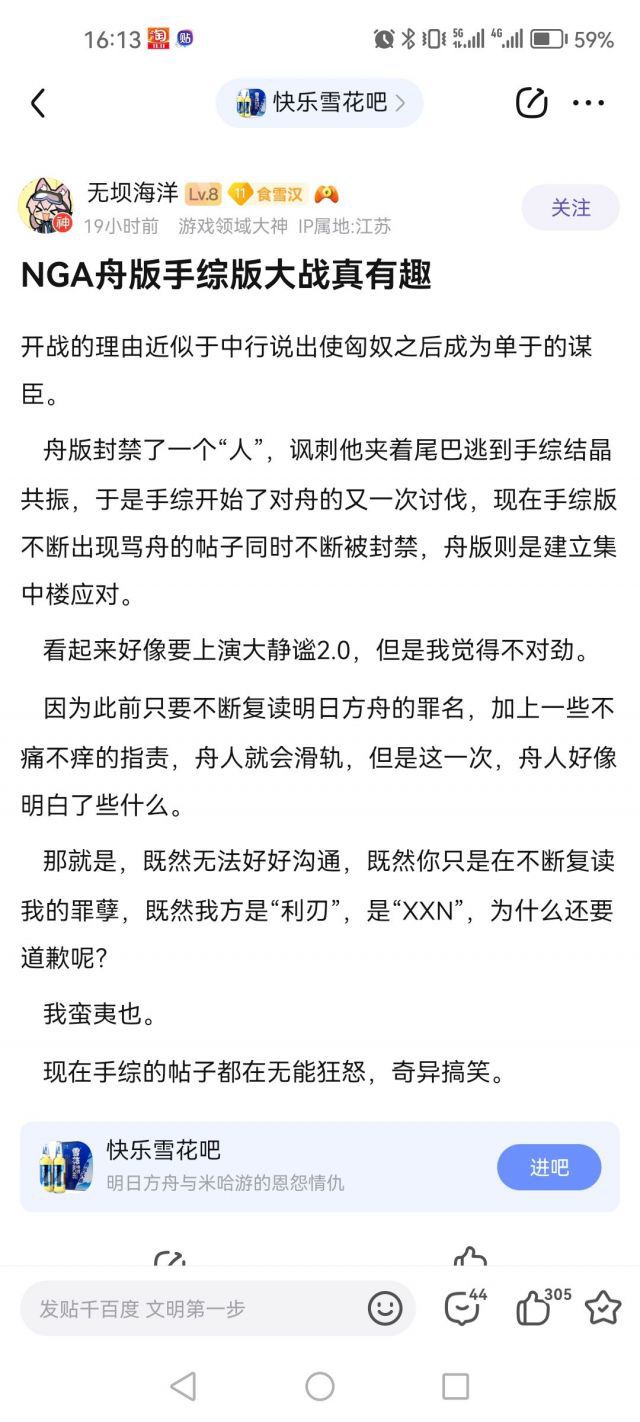 16:13
淘
11.11
贴
5G
4G
59%
快乐雪花吧
无坝海洋 Lv.8 11 食雪汉
神
19小时前 游戏领域大神 IP属地:江苏
关注
NGA舟版手综版大战真有趣
开战的理由近似于中行说出使匈奴之后成为单于的谋
臣。
舟版封禁了一个“人”，讽刺他夹着尾巴逃到手综结晶
共振，于是手综开始了对舟的又一次讨伐，现在手综版
不断出现骂舟的帖子同时不断被封禁，舟版则是建立集
中楼应对。
看起来好像要上演大静谧2.0，但是我觉得不对劲。
因为此前只要不断复读明日方舟的罪名，加上一些不
痛不痒的指责，舟人就会滑轨，但是这一次，舟人好像
明白了些什么。
那就是，既然无法好好沟通，既然你只是在不断复读
我的罪孽，既然我方是“利刃”，是“XXN”，为什么还要
道歉呢？
我蛮夷也。
现在手综的帖子都在无能狂怒，奇异搞笑。
快乐雪花吧
明日方舟与米哈游的恩怨情仇
进吧
发贴千百度 文明第一步
44
305